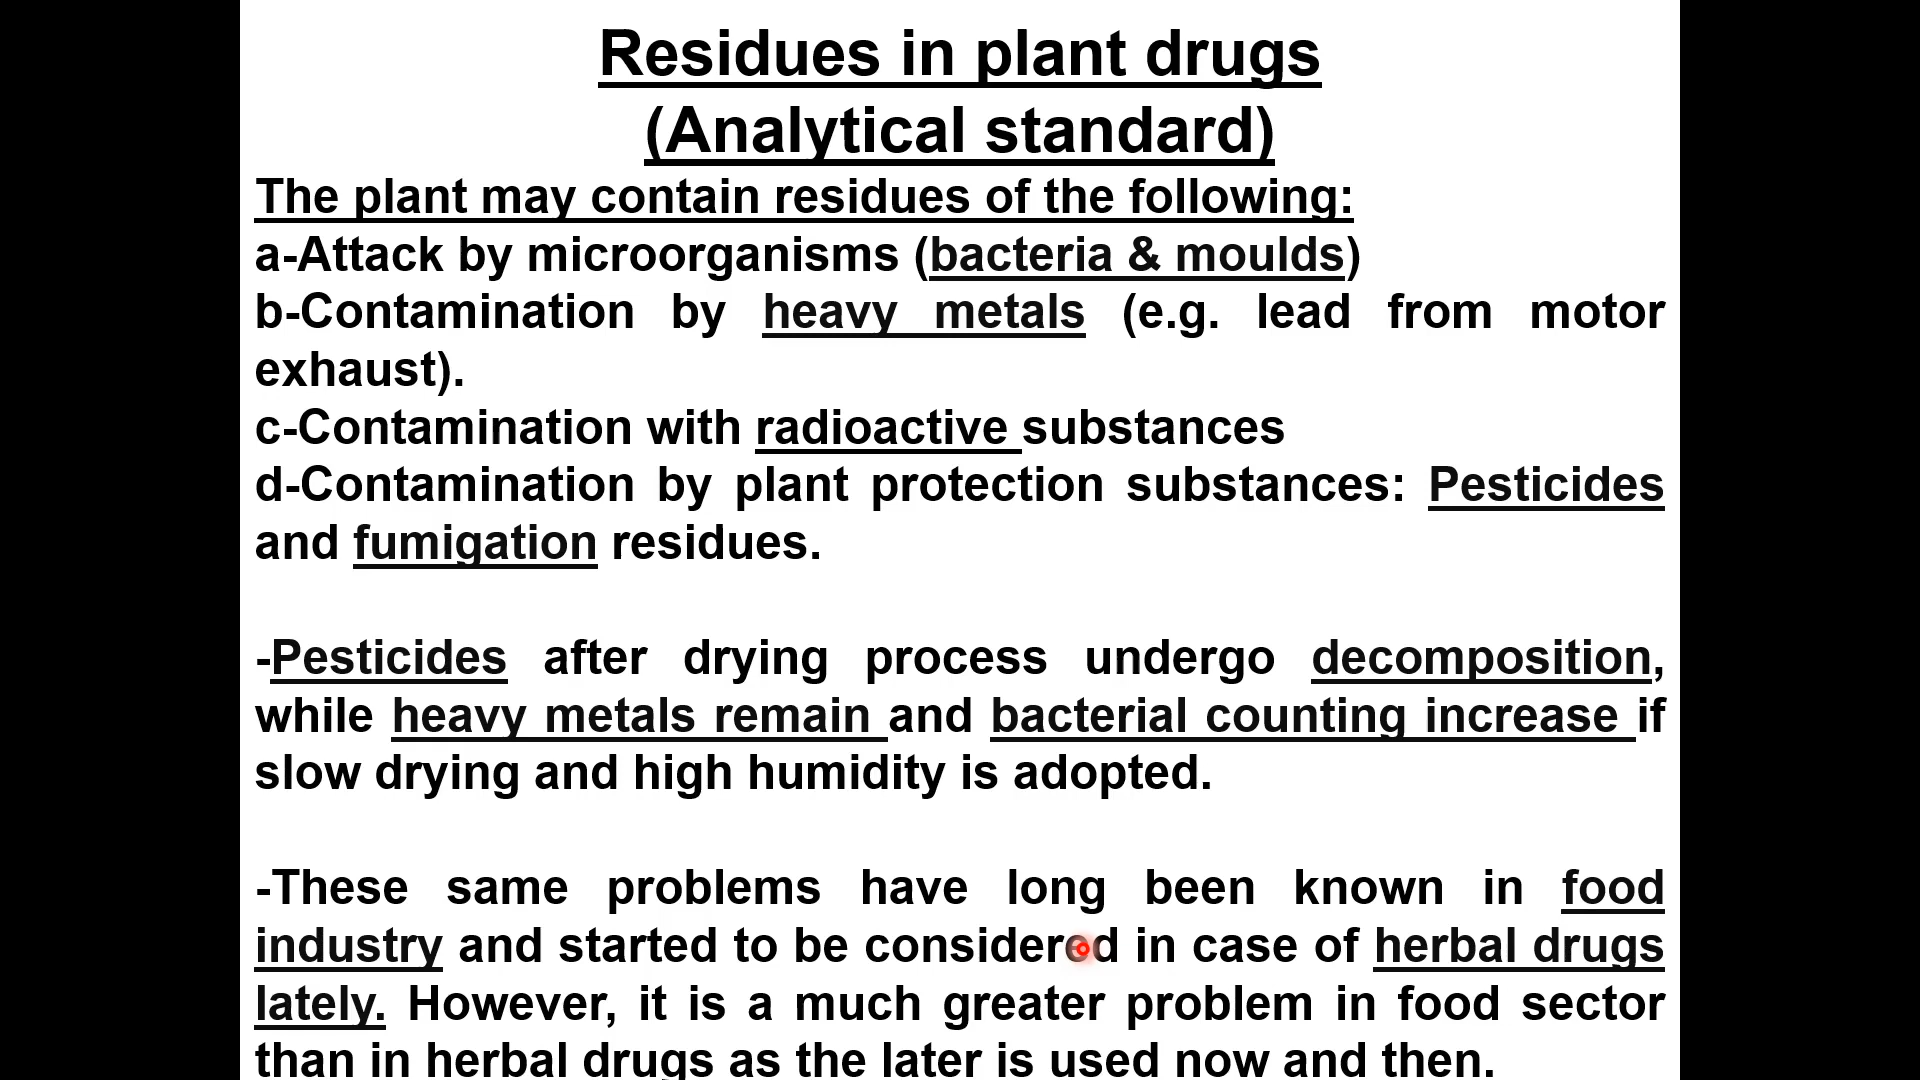 Residues in plant drugs
(Analytical standard)
The plant may contain residues of the following:
a-Attack by microorganisms (bacteria & moulds)
b-Contamination by heavy metals (e.g. lead from motor
exhaust).
c-Contamination with radioactive substances
d-Contamination by plant protection substances: Pesticides
and fumigation residues.
-Pesticides after drying process undergo decomposition,
while heavy metals remain and bacterial counting increase if
slow drying and high humidity is adopted.
-These same problems have long been known in food
industry and started to be considered in case of herbal drugs
lately. However, it is a much greater problem in food sector
than in herbal drugs as the later is used now and then.